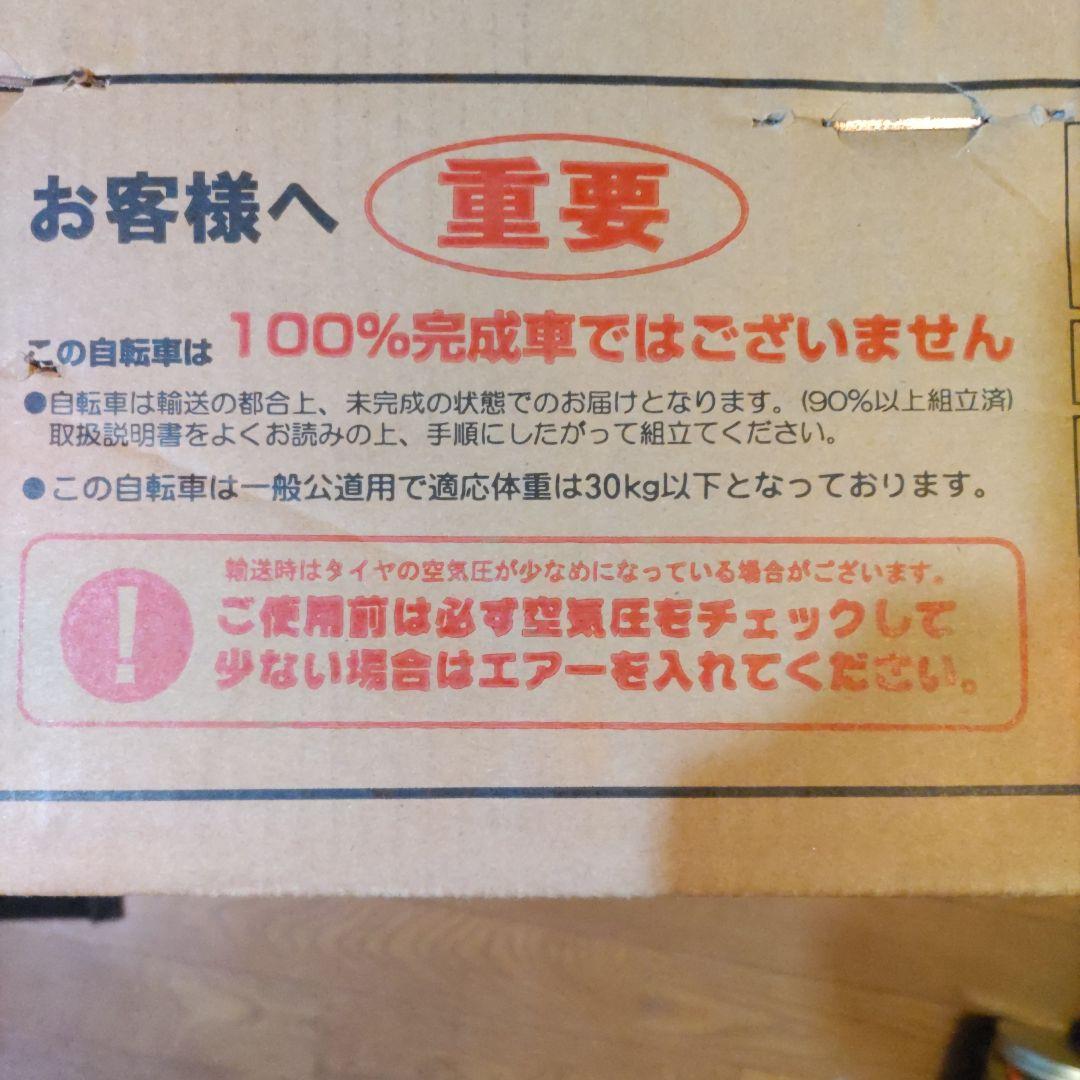 お客様へ 重要
この自転車は 100%完成車ではございません
●自転車は輸送の都合上、未完成の状態でのお届けとなります。(90%以上組立済)
取扱説明書をよくお読みの上、手順にしたがって組立てください。
●この自転車は一般公道用で適応体重は30kg以下となっております。
輸送時はタイヤの空気圧が少なめになっている場合がございます。
ご使用前は必ず空気圧をチェックして
少ない場合はエアーを入れてください。